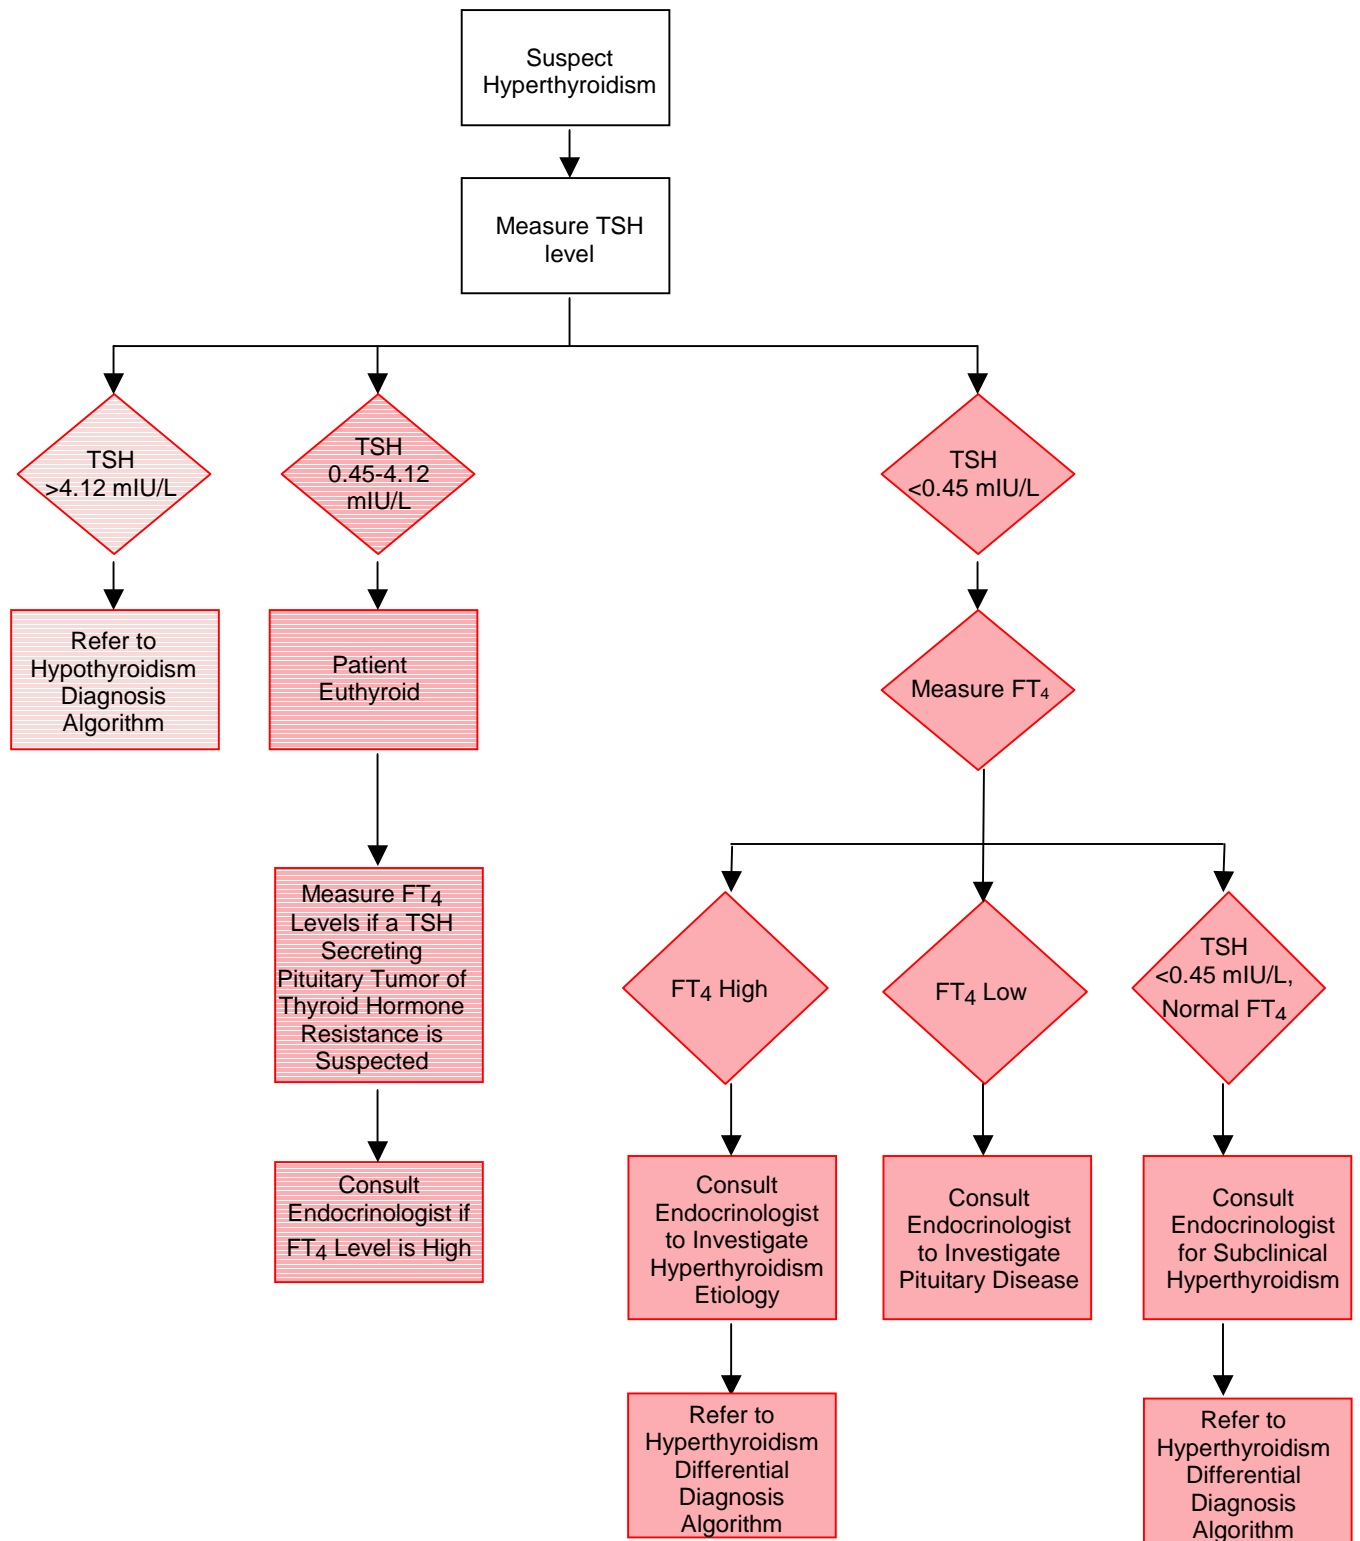 Suspect
Hyperthyroidism
Measure TSH
level
TSH
>4.12 mIU/L
TSH
0.45-4.12
mIU/L
TSH
<0.45 mIU/L
Refer to
Hypothyroidism
Diagnosis
Algorithm
Patient
Euthyroid
Measure FT₄
Measure FT₄
Levels if a TSH
Secreting
Pituitary Tumor of
Thyroid Hormone
Resistance is
Suspected
FT₄ High
FT₄ Low
TSH
<0.45 mIU/L,
Normal FT₄
Consult
Endocrinologist if
FT₄ Level is High
Consult
Endocrinologist
to Investigate
Hyperthyroidism
Etiology
Consult
Endocrinologist
to Investigate
Pituitary Disease
Consult
Endocrinologist
for Subclinical
Hyperthyroidism
Refer to
Hyperthyroidism
Differential
Diagnosis
Algorithm
Refer to
Hyperthyroidism
Differential
Diagnosis
Algorithm